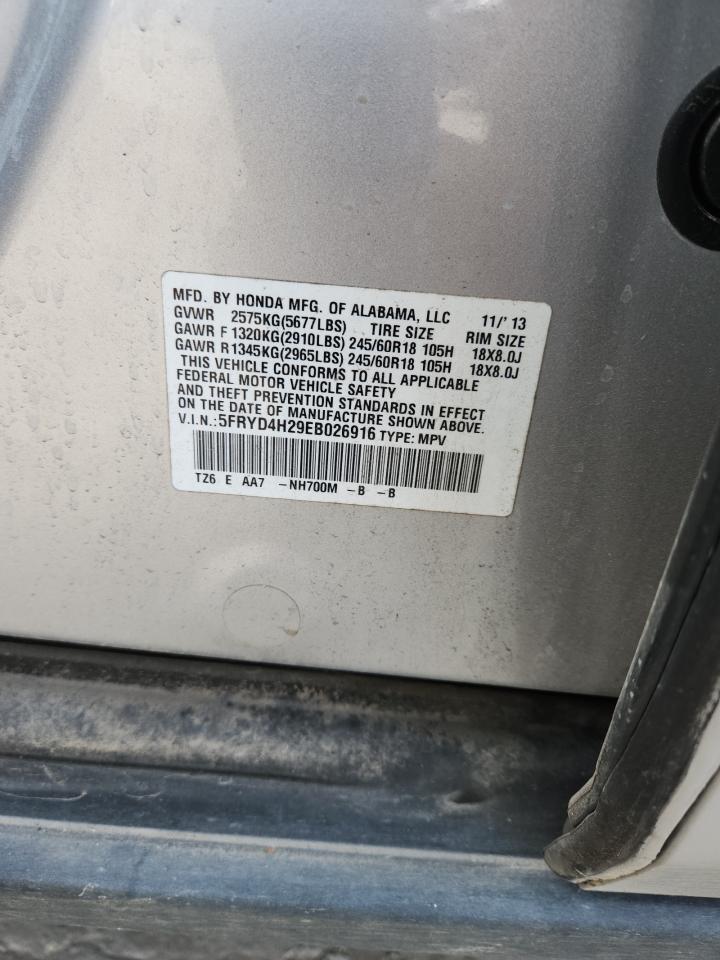 MFD. BY HONDA MFG. OF ALABAMA, LLC 11/'13
GVWR 2575KG(5677LBS) TIRE SIZE RIM SIZE
GAWR F1320KG(2910LBS) 245/60R18 105H 18X8.0J
GAWR R1345KG(2965LBS) 245/60R18 105H 18X8.0J
THIS VEHICLE CONFORMS TO ALL APPLICABLE
FEDERAL MOTOR VEHICLE SAFETY
AND THEFT PREVENTION STANDARDS IN EFFECT
ON THE DATE OF MANUFACTURE SHOWN ABOVE.
V.I.N.:5FRYD4H29EB026916 TYPE: MPV
TZ6 E AA7 -NH700M -B -B